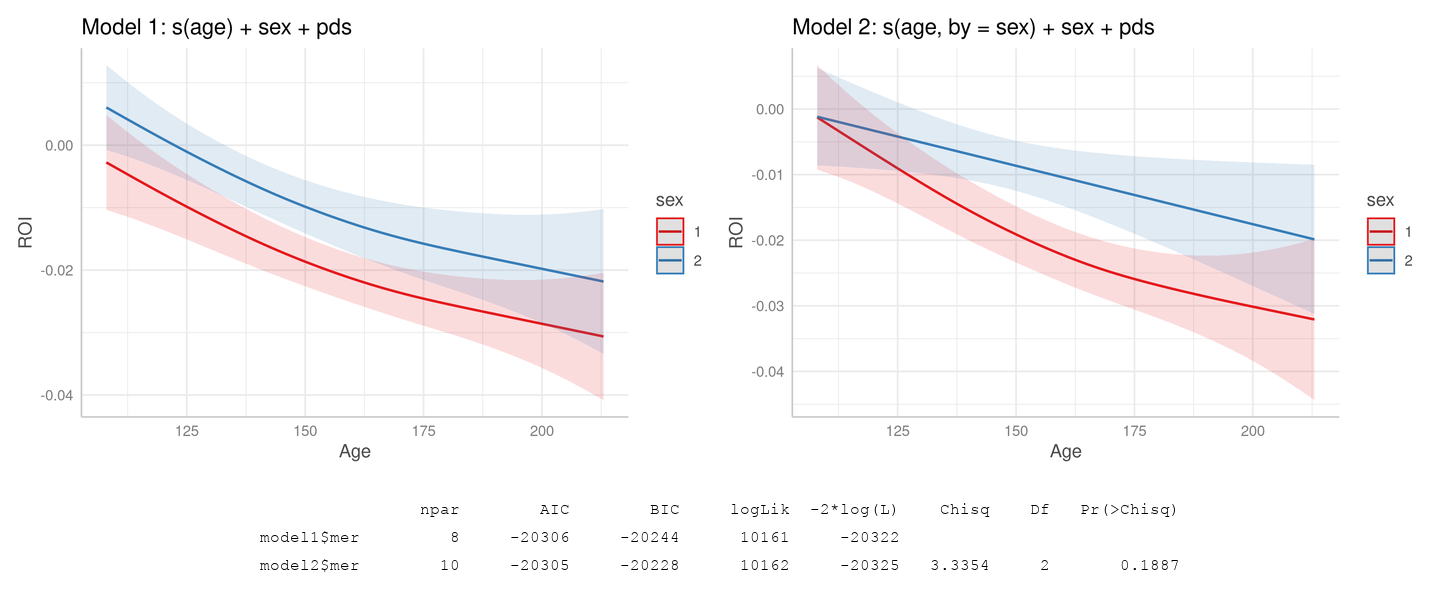 Model 1: s(age) + sex + pds
0.00
-0.02
-0.04
ROI
125 150 175 200
Age
sex
1
2
Model 2: s(age, by = sex) + sex + pds
0.00
-0.01
-0.02
-0.03
-0.04
ROI
125 150 175 200
Age
sex
1
2
npar AIC BIC logLik -2*log(L) Chisq Df Pr(>Chisq)
model1$mer 8 -20306 -20244 10161 -20322
model2$mer 10 -20305 -20228 10162 -20325 3.3354 2 0.1887